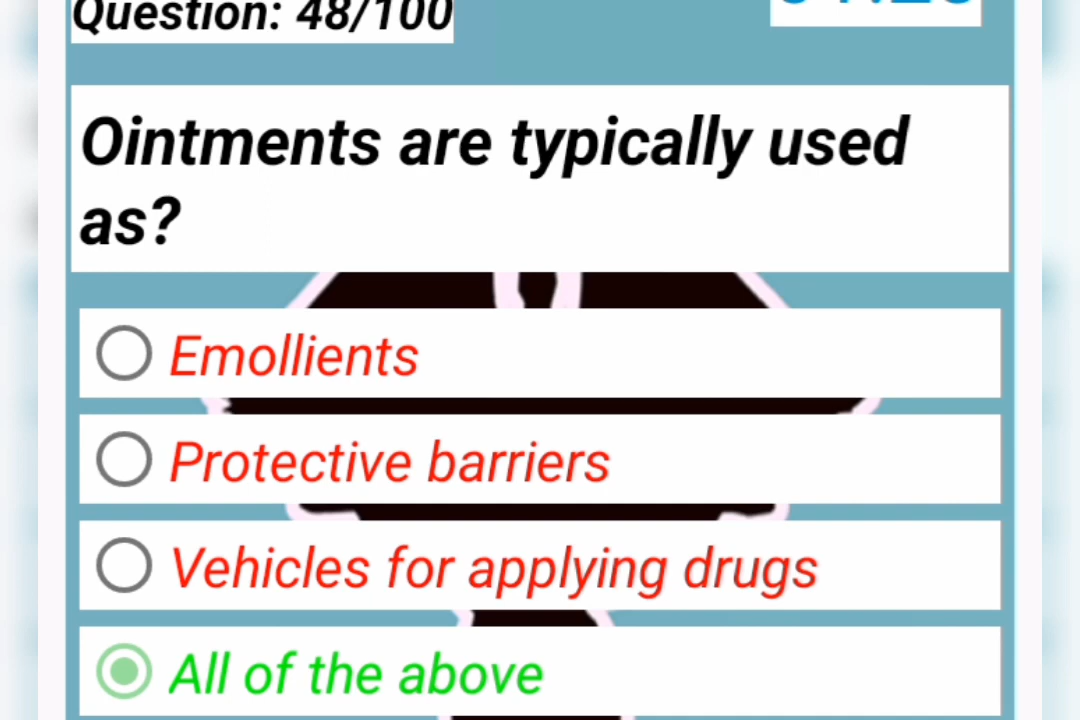 Question: 48/100
Ointments are typically used
as?
Emollients
Protective barriers
Vehicles for applying drugs
All of the above